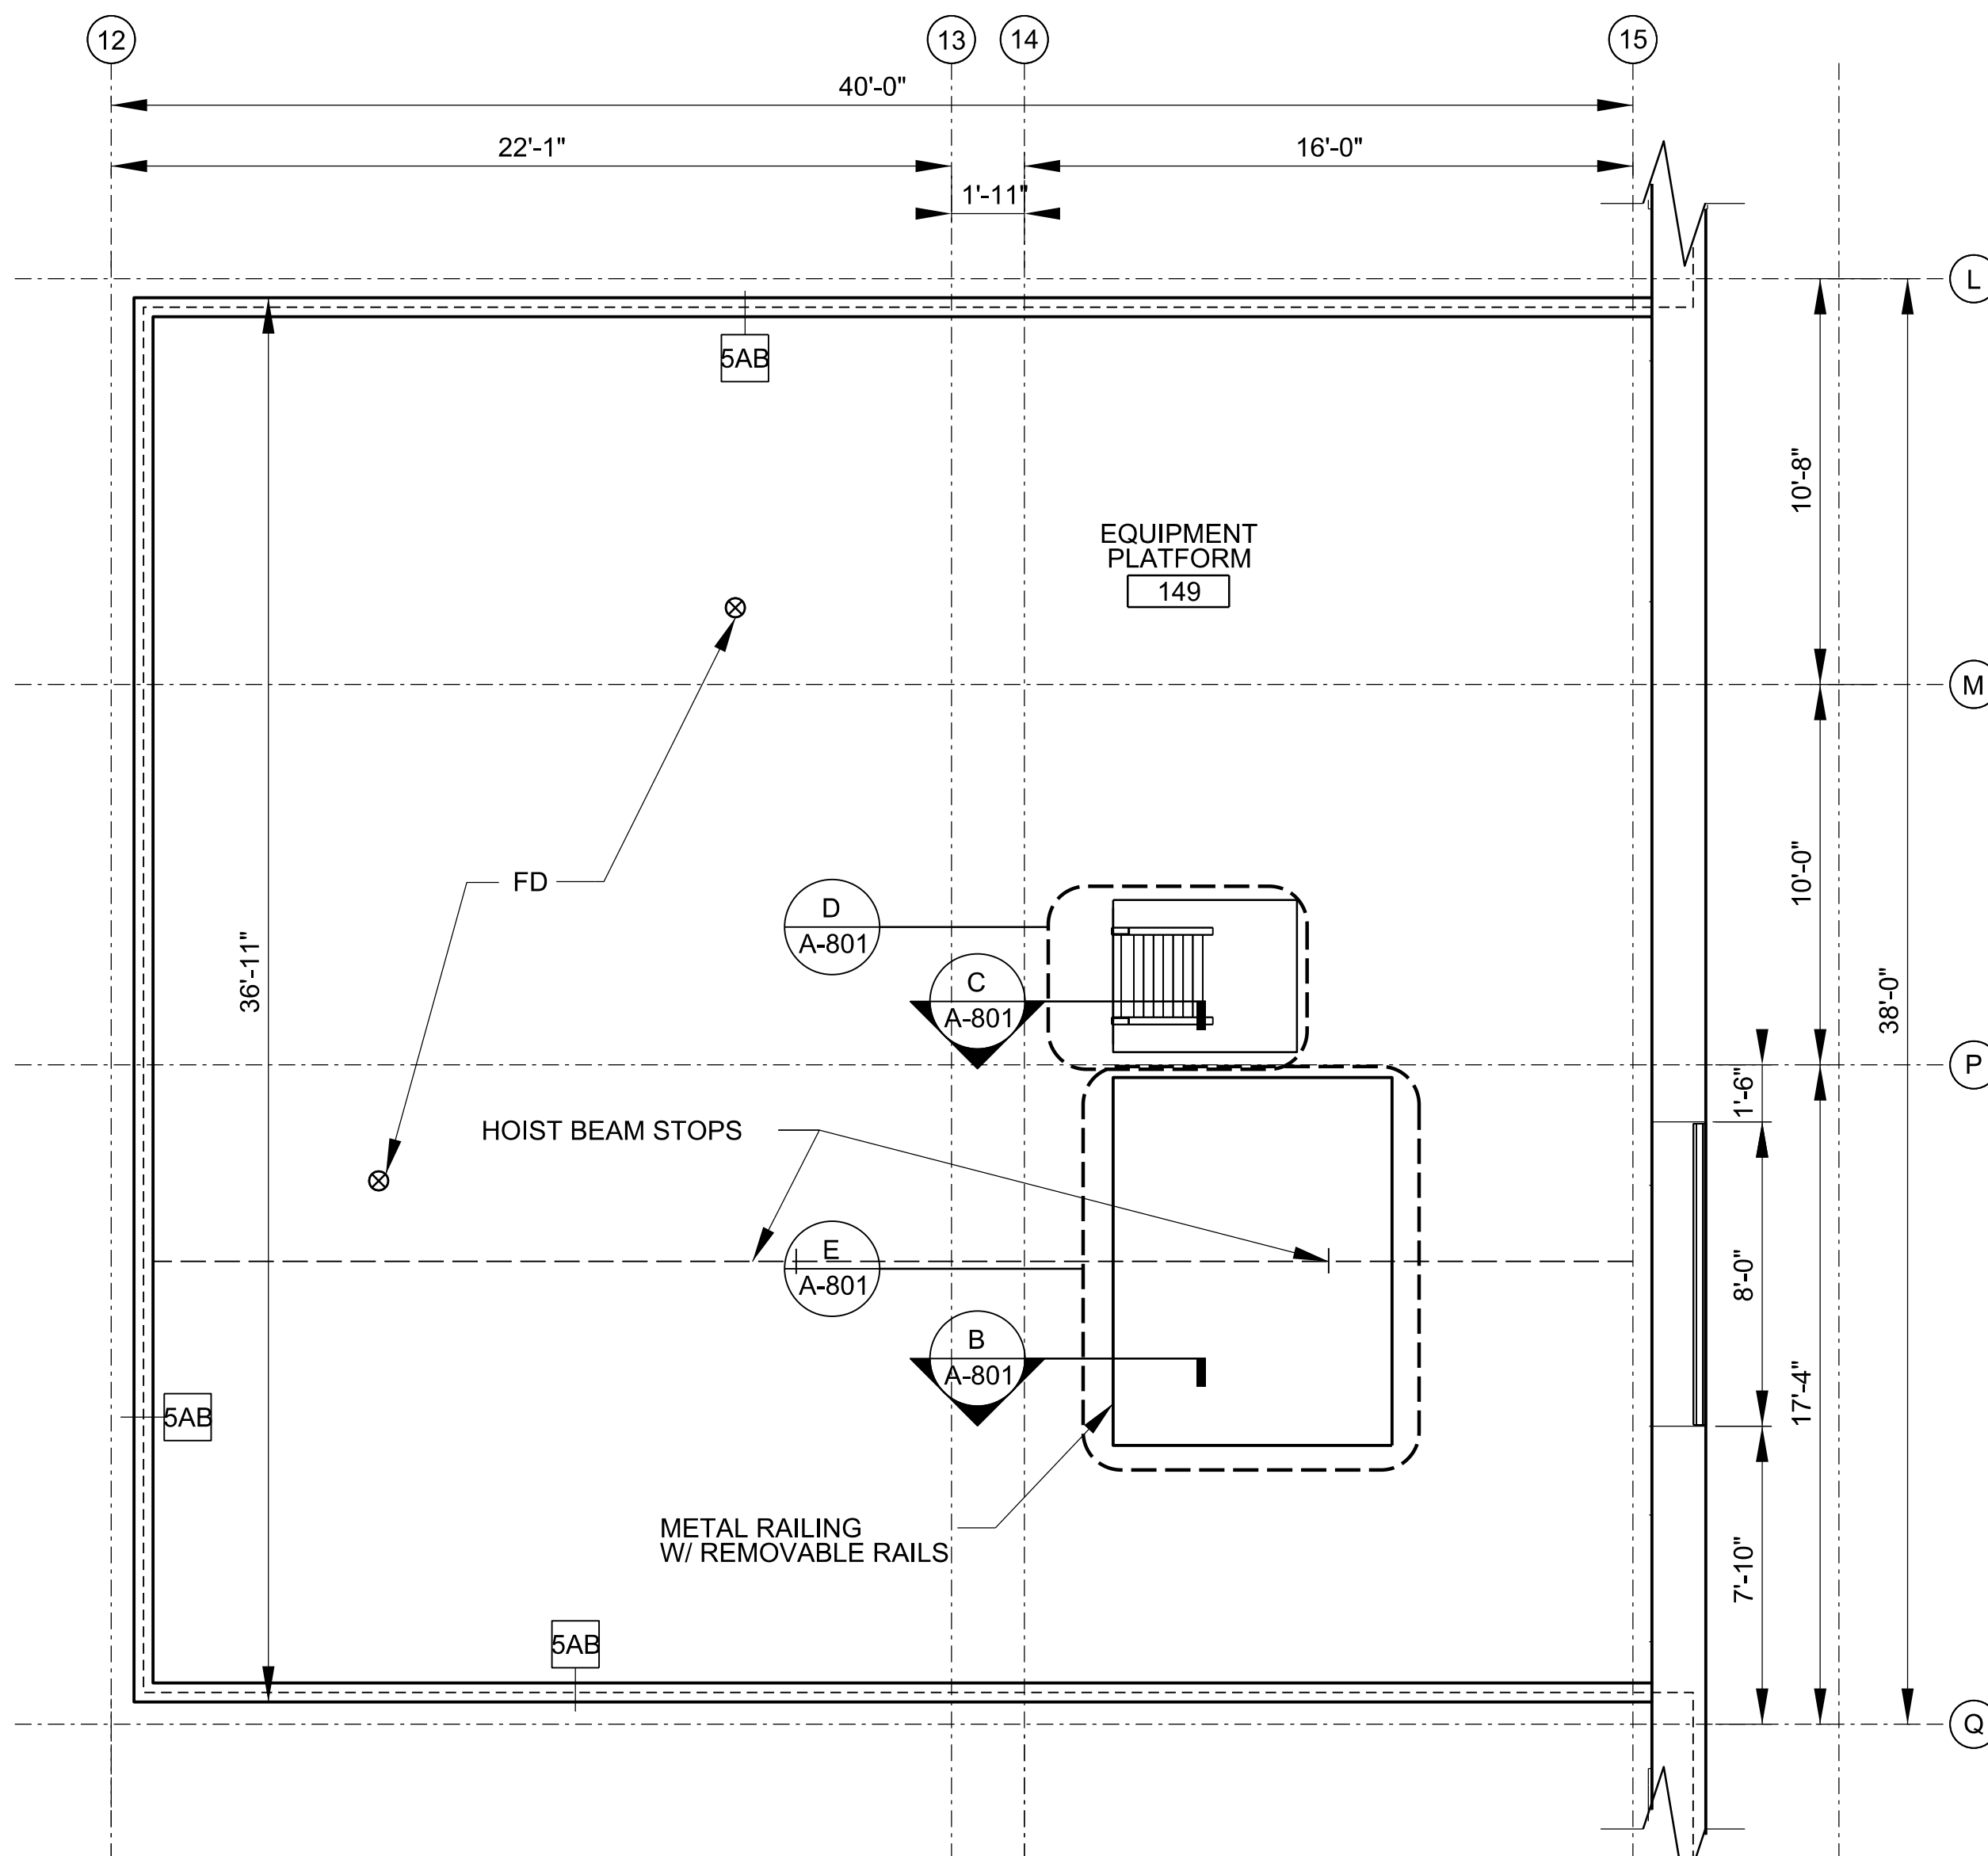 12
13
14
15
40'-0"
22'-1"
16'-0"
1'-11"
L
5AB
10'-8"
EQUIPMENT
PLATFORM
149
M
10'-0"
FD
D
A-801
36'-11"
C
A-801
38'-0"
P
1'-6"
HOIST BEAM STOPS
E
A-801
8'-0"
B
A-801
17'-4"
5AB
METAL RAILING
W/ REMOVABLE RAILS
7'-10"
5AB
Q